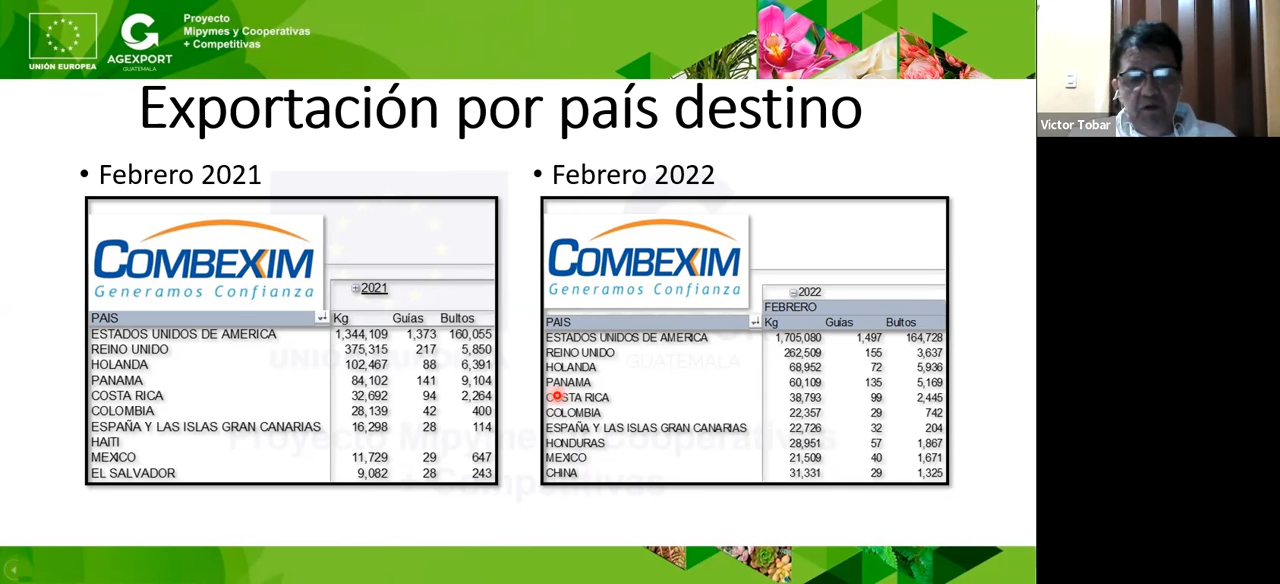 Proyecto
Mipymes y Cooperativas
+ Competitivas
UNIÓN EUROPEA
AGEXPORT
GUATEMALA
Victor Tobar
Exportación por país destino
• Febrero 2021
COMBEXIM
Generamos Confianza
2021
PAIS Kg Guías Bultos
ESTADOS UNIDOS DE AMERICA 1,344,109 1,373 160,055
REINO UNIDO 375,315 217 5,850
HOLANDA 102,467 88 6,391
PANAMA 84,102 141 9,104
COSTA RICA 32,692 94 2,264
COLOMBIA 28,139 42 400
ESPAÑA Y LAS ISLAS GRAN CANARIAS 16,298 28 114
HAITI
MEXICO 11,729 29 647
EL SALVADOR 9,082 28 243
• Febrero 2022
COMBEXIM
Generamos Confianza
2022
FEBRERO
PAIS Kg Guías Bultos
ESTADOS UNIDOS DE AMERICA 1,705,080 1,497 164,728
REINO UNIDO 262,509 155 3,637
HOLANDA 68,952 72 5,936
PANAMA 60,109 135 5,169
COSTA RICA 38,793 99 2,445
COLOMBIA 22,357 29 742
ESPAÑA Y LAS ISLAS GRAN CANARIAS 22,726 32 204
HONDURAS 28,951 57 1,867
MEXICO 21,509 40 1,671
CHINA 31,331 29 1,325